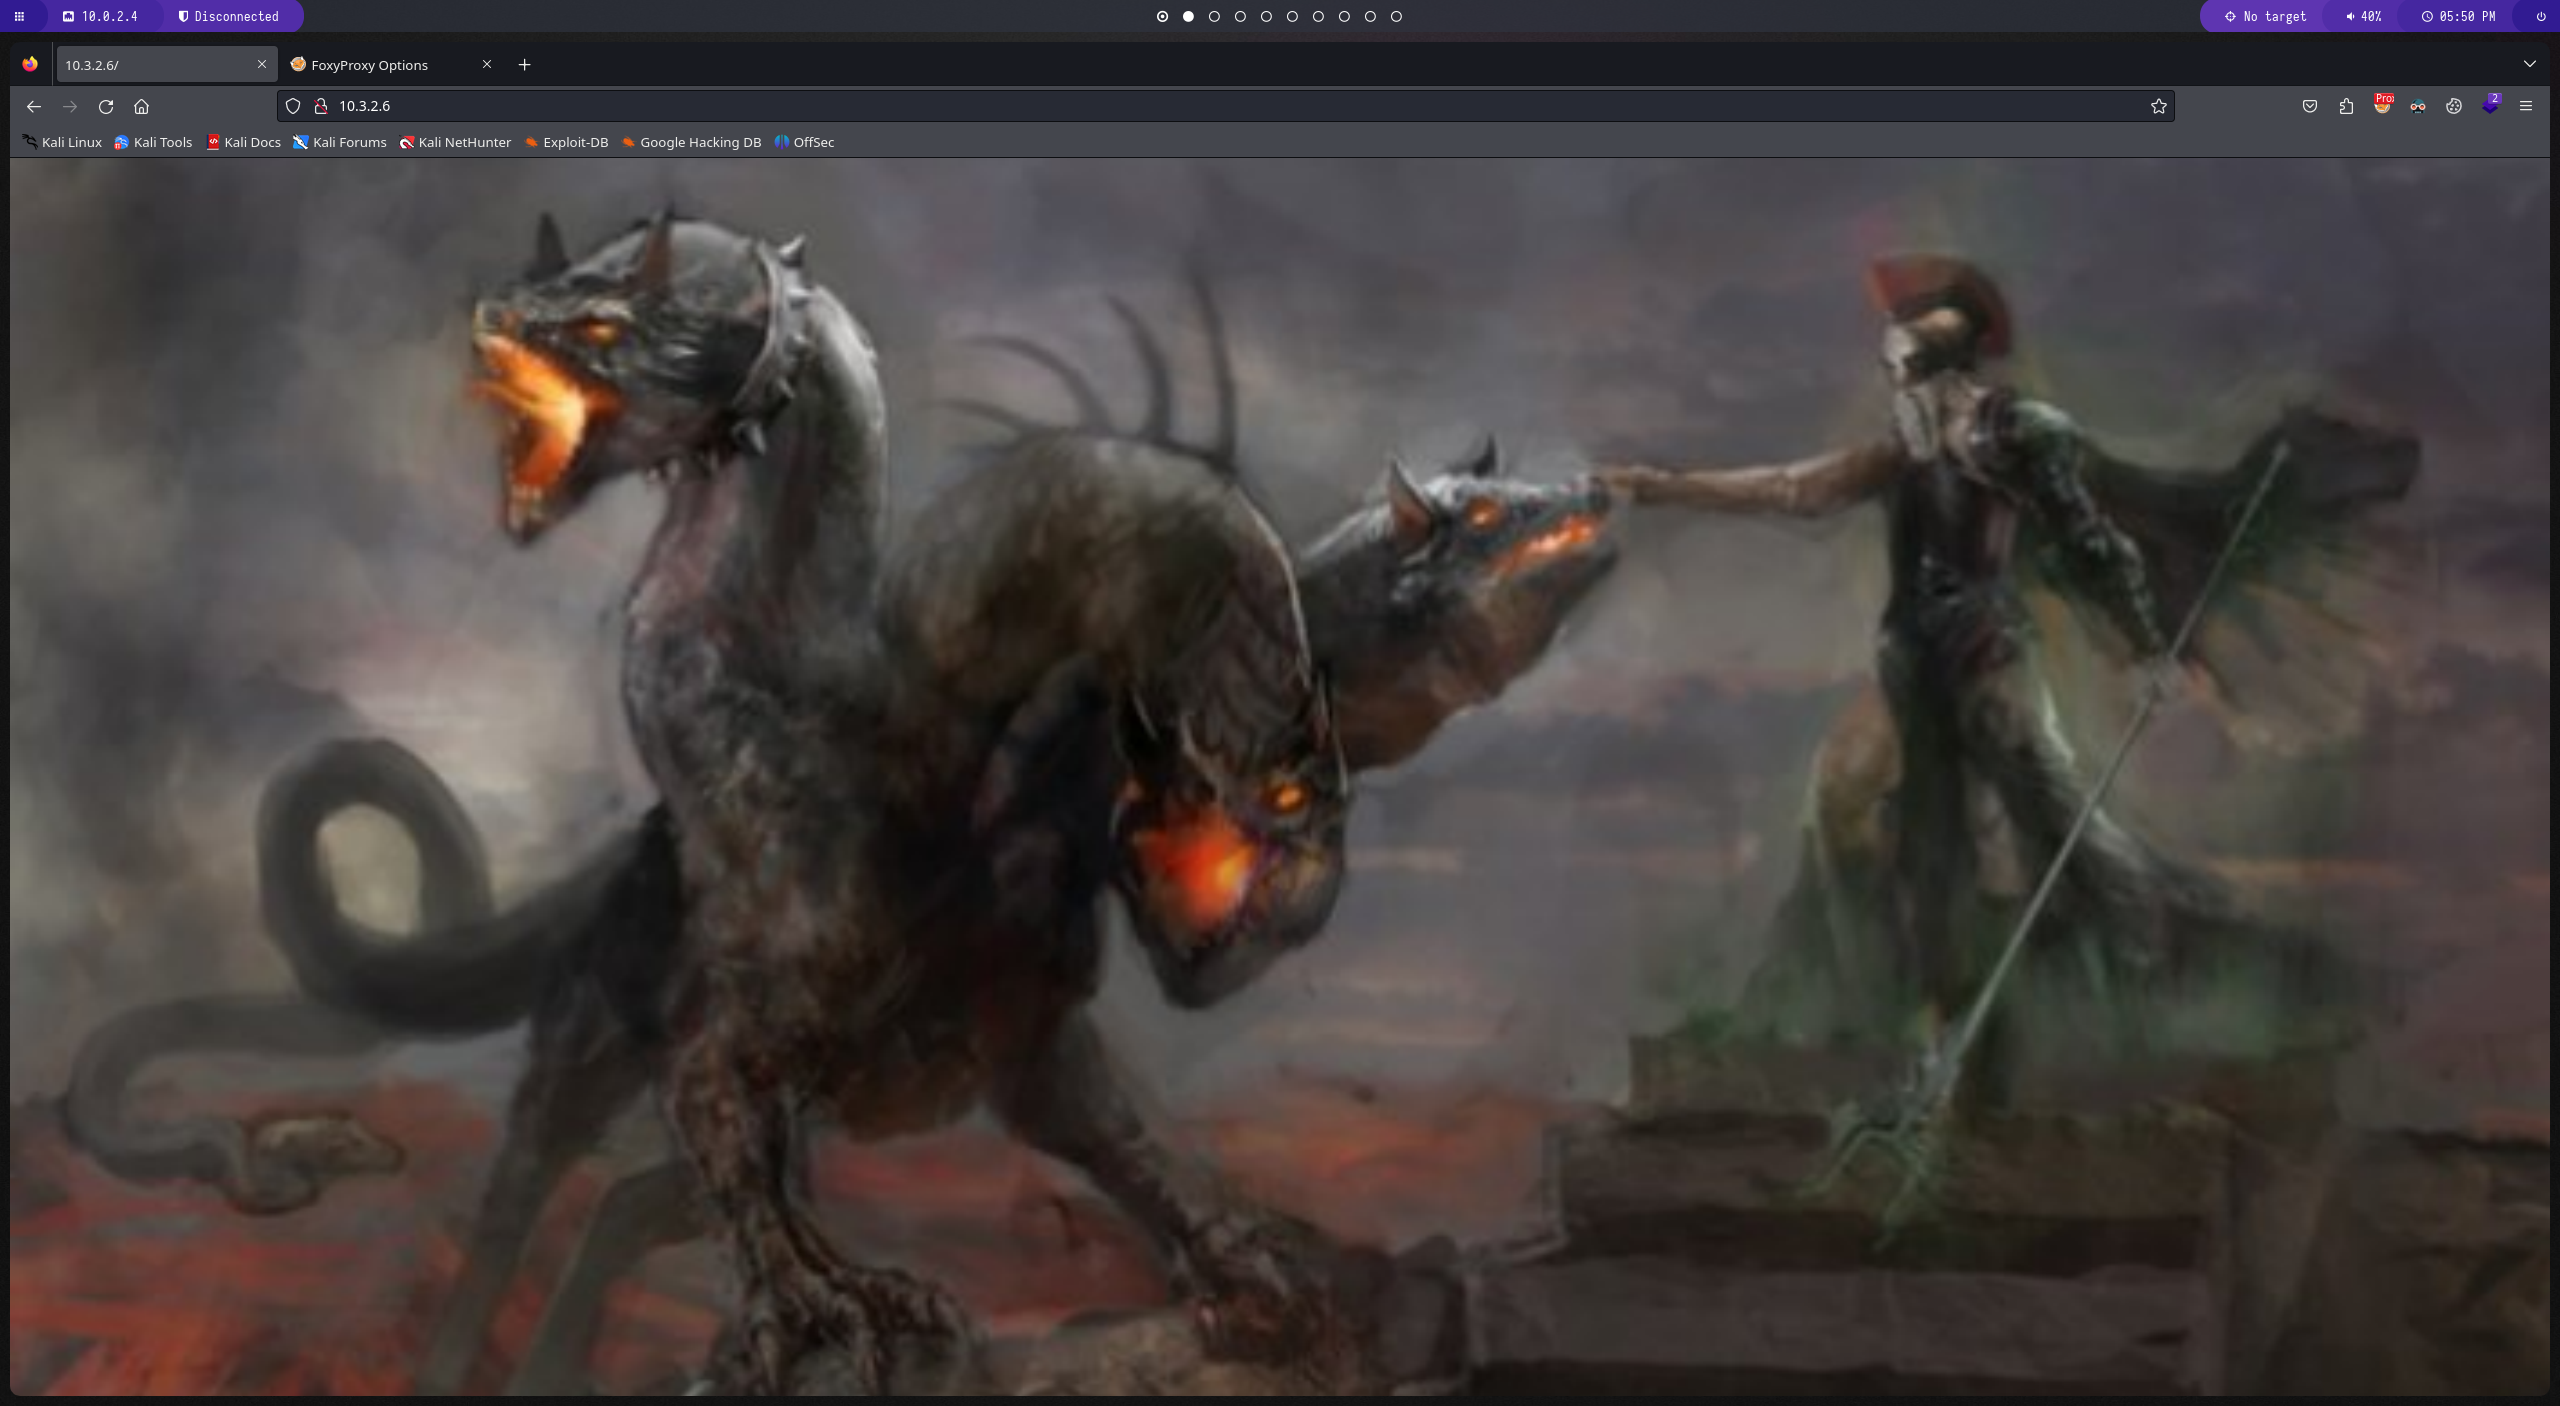 10.0.2.4 Disconnected No target 40% 05:50 PM
10.3.2.6/ FoxyProxy Options
10.3.2.6 Pro 2
Kali Linux Kali Tools Kali Docs Kali Forums Kali NetHunter Exploit-DB Google Hacking DB OffSec